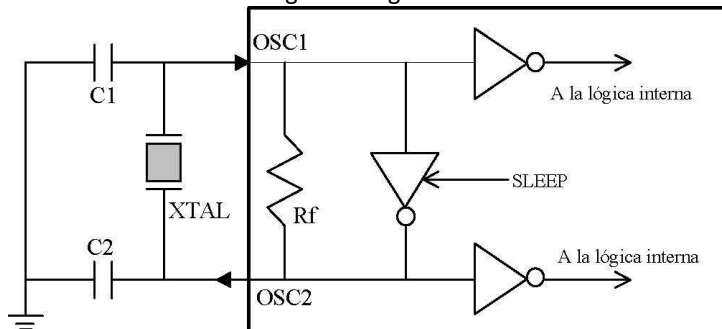 OSC1
C1
A la lógica interna
SLEEP
XTAL
Rf
C2
A la lógica interna
OSC2